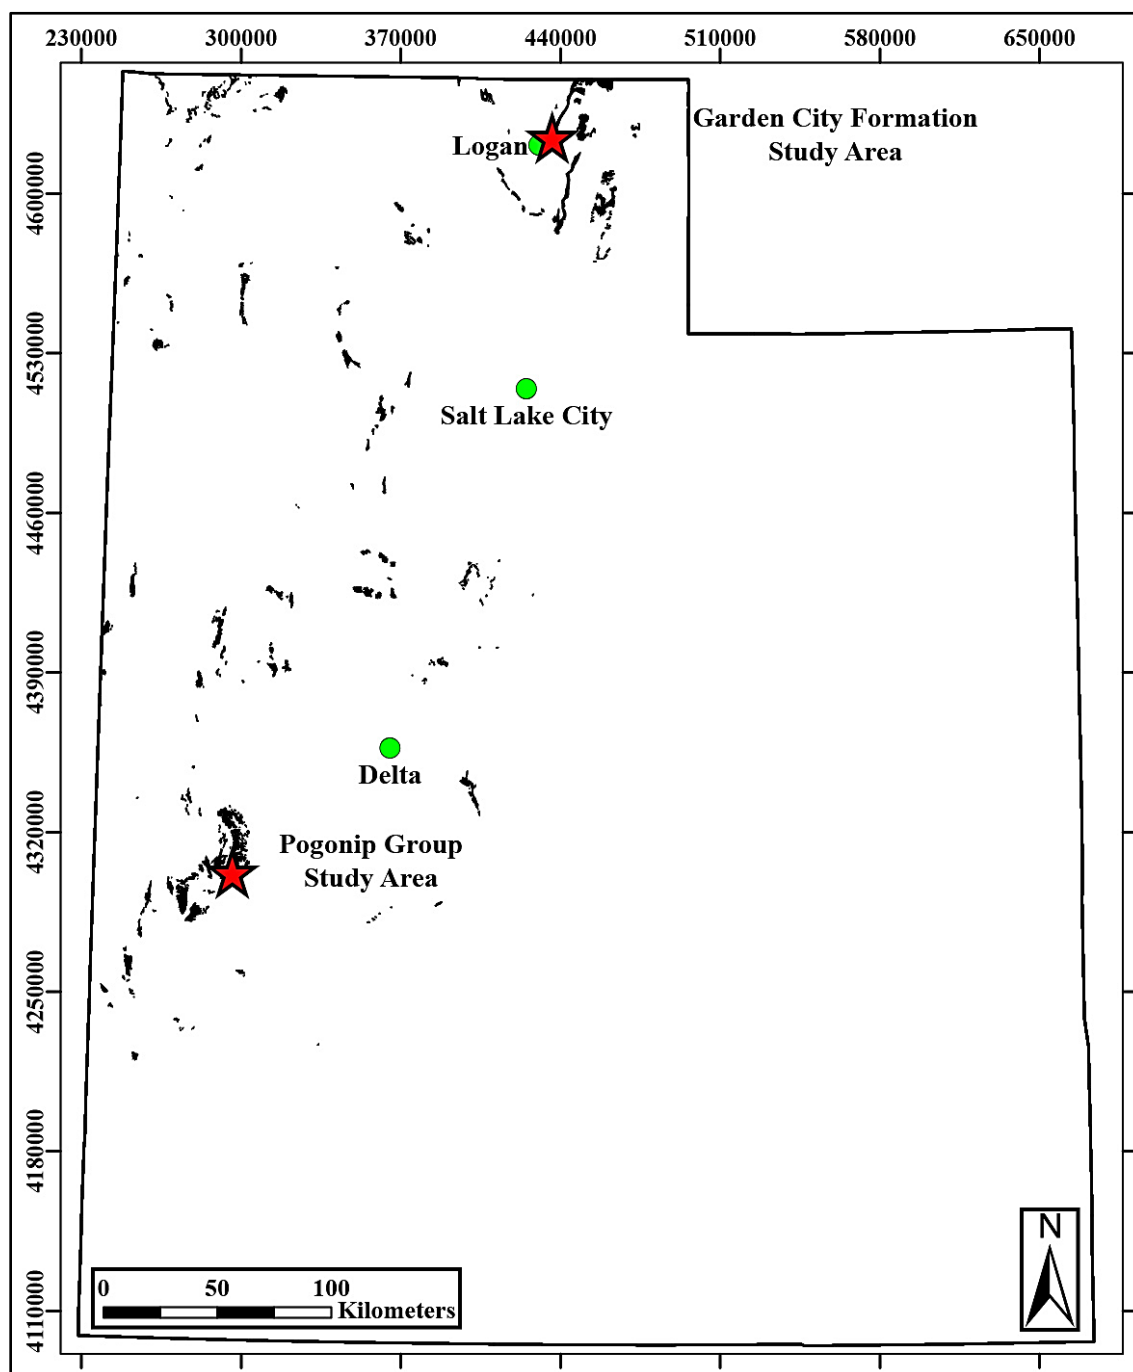 230000 300000 370000 440000 510000 580000 650000
Garden City Formation
Study Area
Logan
4600000
4530000
Salt Lake City
4460000
4390000
Delta
4320000
Pogonip Group
Study Area
4250000
4180000
N
0 50 100
Kilometers
4110000